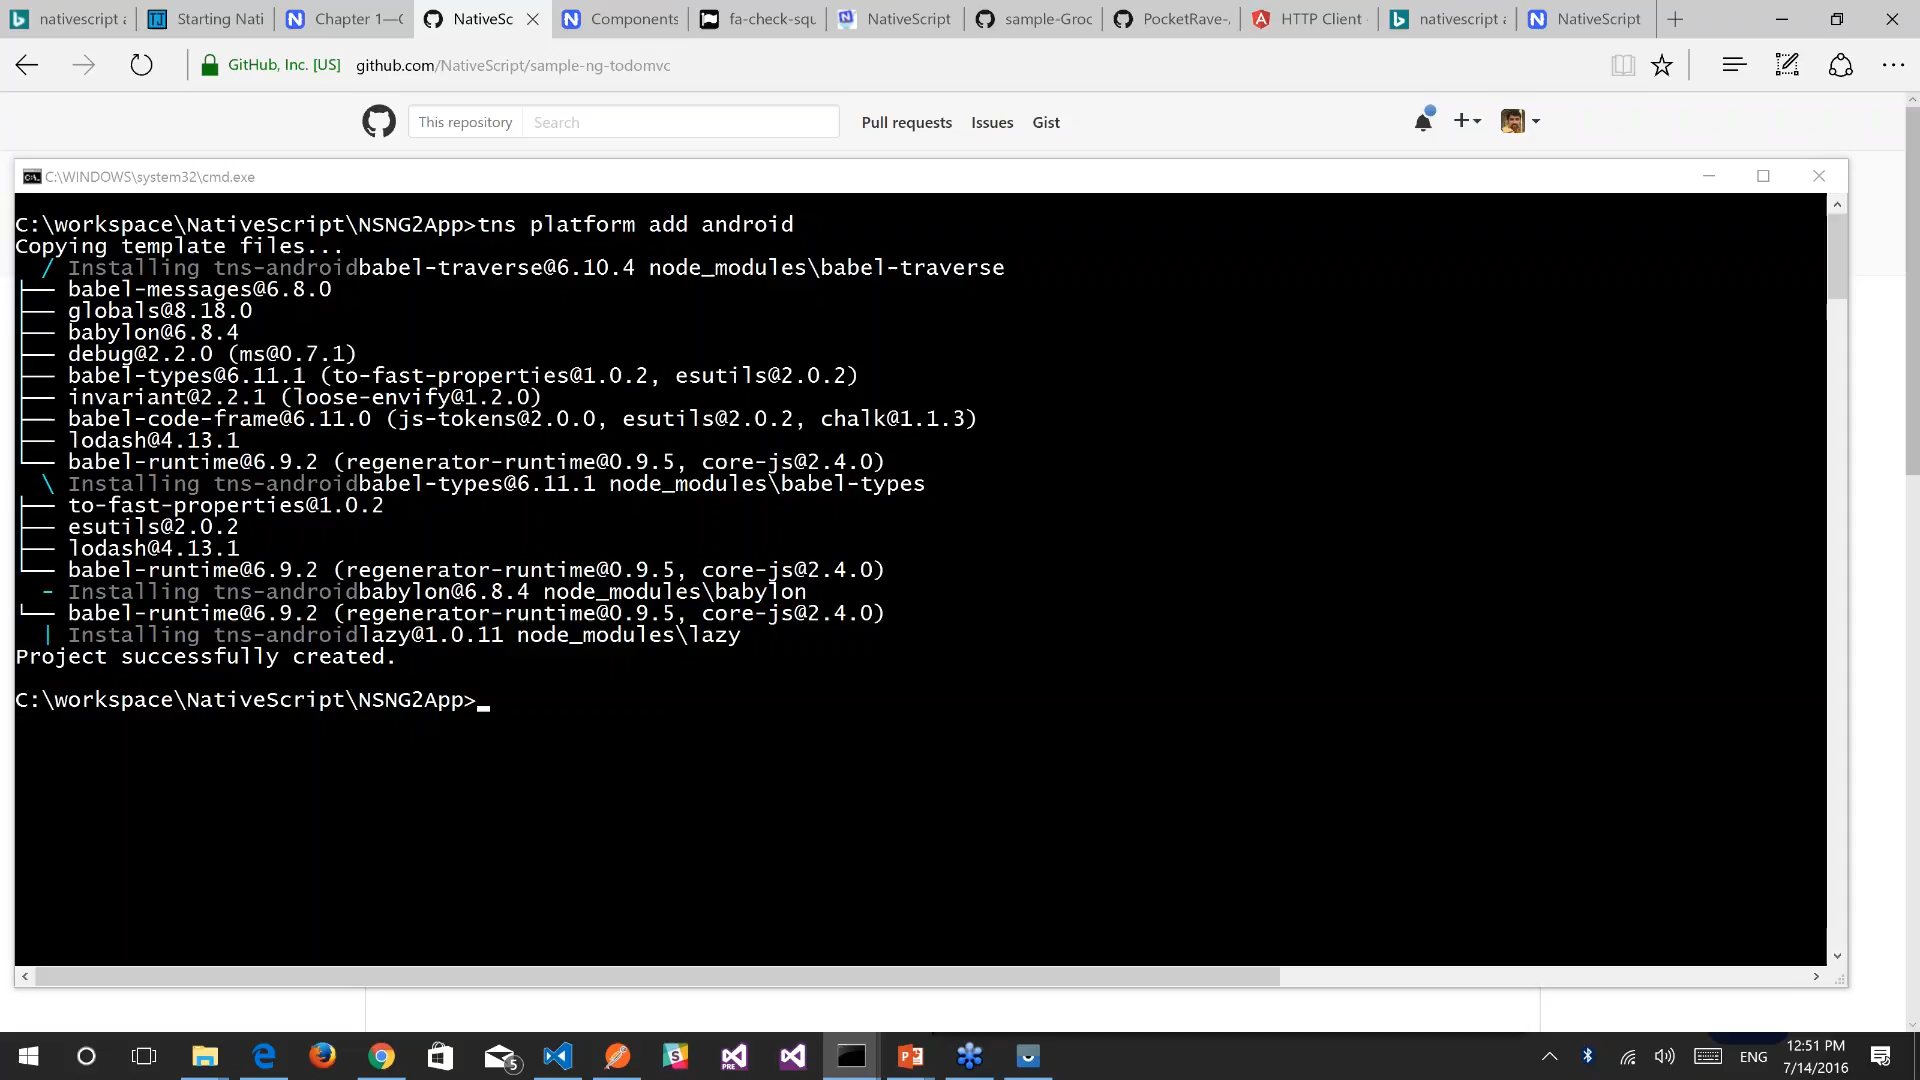 nativescript a
Starting Nati
Chapter 1—C
NativeSc
Components
fa-check-squ
NativeScript
sample-Groc
PocketRave-
HTTP Client
nativescript a
NativeScript
GitHub, Inc. [US]
github.com/NativeScript/sample-ng-todomvc
This repository
Search
Pull requests
Issues
Gist
C:\WINDOWS\system32\cmd.exe
C:\workspace\NativeScript\NSNG2App>tns platform add android
Copying template files...
/ Installing tns-androidbabel-traverse@6.10.4 node_modules\babel-traverse
├── babel-messages@6.8.0
├── globals@8.18.0
├── babylon@6.8.4
├── debug@2.2.0 (ms@0.7.1)
├── babel-types@6.11.1 (to-fast-properties@1.0.2, esutils@2.0.2)
├── invariant@2.2.1 (loose-envify@1.2.0)
├── babel-code-frame@6.11.0 (js-tokens@2.0.0, esutils@2.0.2, chalk@1.1.3)
├── lodash@4.13.1
└── babel-runtime@6.9.2 (regenerator-runtime@0.9.5, core-js@2.4.0)
\ Installing tns-androidbabel-types@6.11.1 node_modules\babel-types
├── to-fast-properties@1.0.2
├── esutils@2.0.2
├── lodash@4.13.1
└── babel-runtime@6.9.2 (regenerator-runtime@0.9.5, core-js@2.4.0)
- Installing tns-androidbabylon@6.8.4 node_modules\babylon
└── babel-runtime@6.9.2 (regenerator-runtime@0.9.5, core-js@2.4.0)
| Installing tns-androidlazy@1.0.11 node_modules\lazy
Project successfully created.
C:\workspace\NativeScript\NSNG2App>_
5
PRE
ENG
12:51 PM
7/14/2016